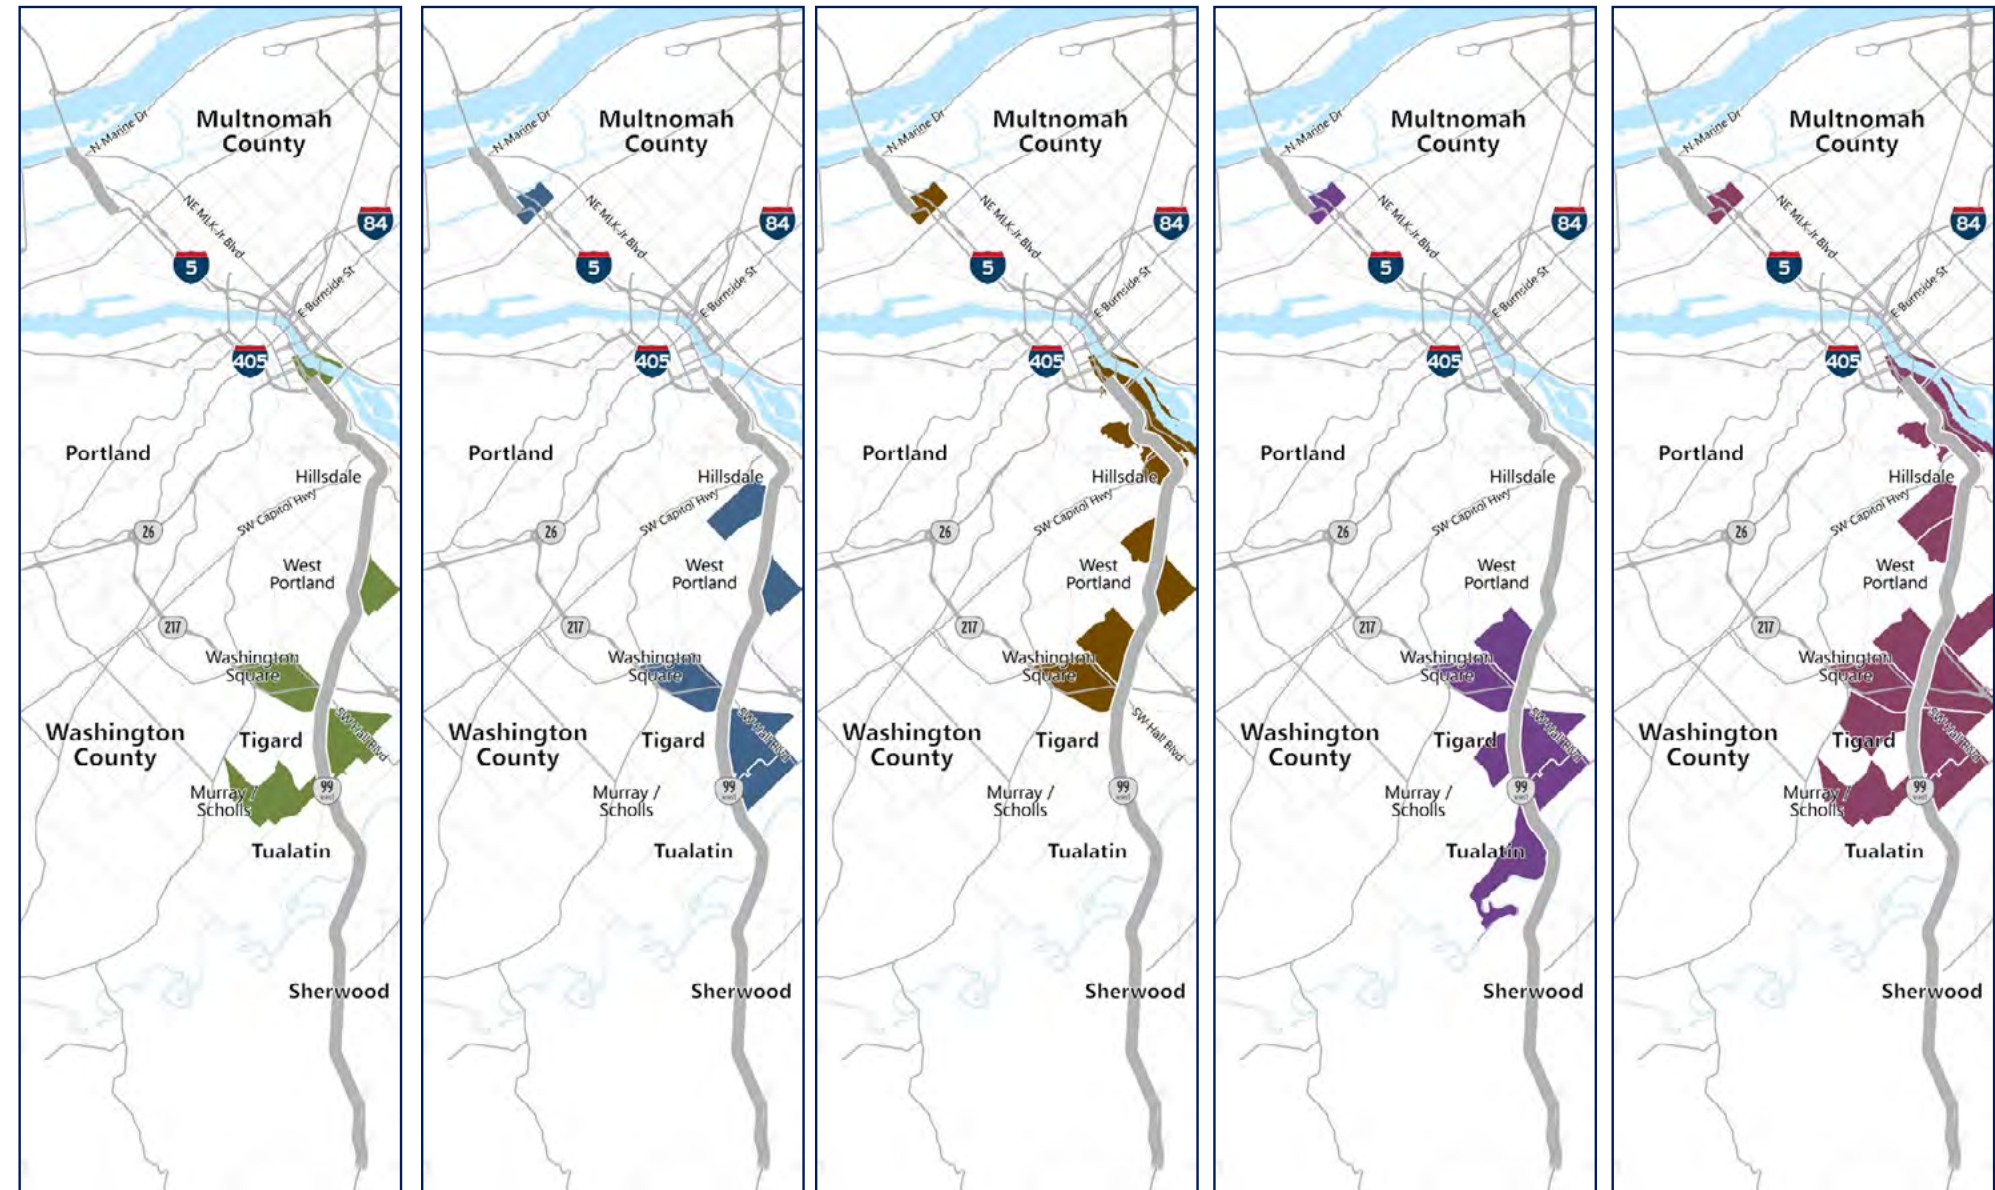 N Marine Dr
Multnomah
County
NE MLK Jr Blvd
84
5
E Burnside St
405
Portland
Hillsdale
SW Capitol Hwy
26
West
Portland
217
Washington
Square
SW Hall Blvd
Washington
County
Tigard
Murray /
Scholls
99
Tualatin
Sherwood
N Marine Dr
Multnomah
County
NE MLK Jr Blvd
84
5
E Burnside St
405
Portland
Hillsdale
SW Capitol Hwy
26
West
Portland
217
Washington
Square
SW Hall Blvd
Washington
County
Tigard
Murray /
Scholls
99
Tualatin
Sherwood
N Marine Dr
Multnomah
County
NE MLK Jr Blvd
84
5
E Burnside St
405
Portland
Hillsdale
SW Capitol Hwy
26
West
Portland
217
Washington
Square
SW Hall Blvd
Washington
County
Tigard
Murray /
Scholls
99
Tualatin
Sherwood
N Marine Dr
Multnomah
County
NE MLK Jr Blvd
84
5
E Burnside St
405
Portland
Hillsdale
SW Capitol Hwy
26
West
Portland
217
Washington
Square
SW Hall Blvd
Washington
County
Tigard
Murray /
Scholls
99
Tualatin
Sherwood
N Marine Dr
Multnomah
County
NE MLK Jr Blvd
84
5
E Burnside St
405
Portland
Hillsdale
SW Capitol Hwy
26
West
Portland
217
Washington
Square
SW Hall Blvd
Washington
County
Tigard
Murray /
Scholls
99
Tualatin
Sherwood